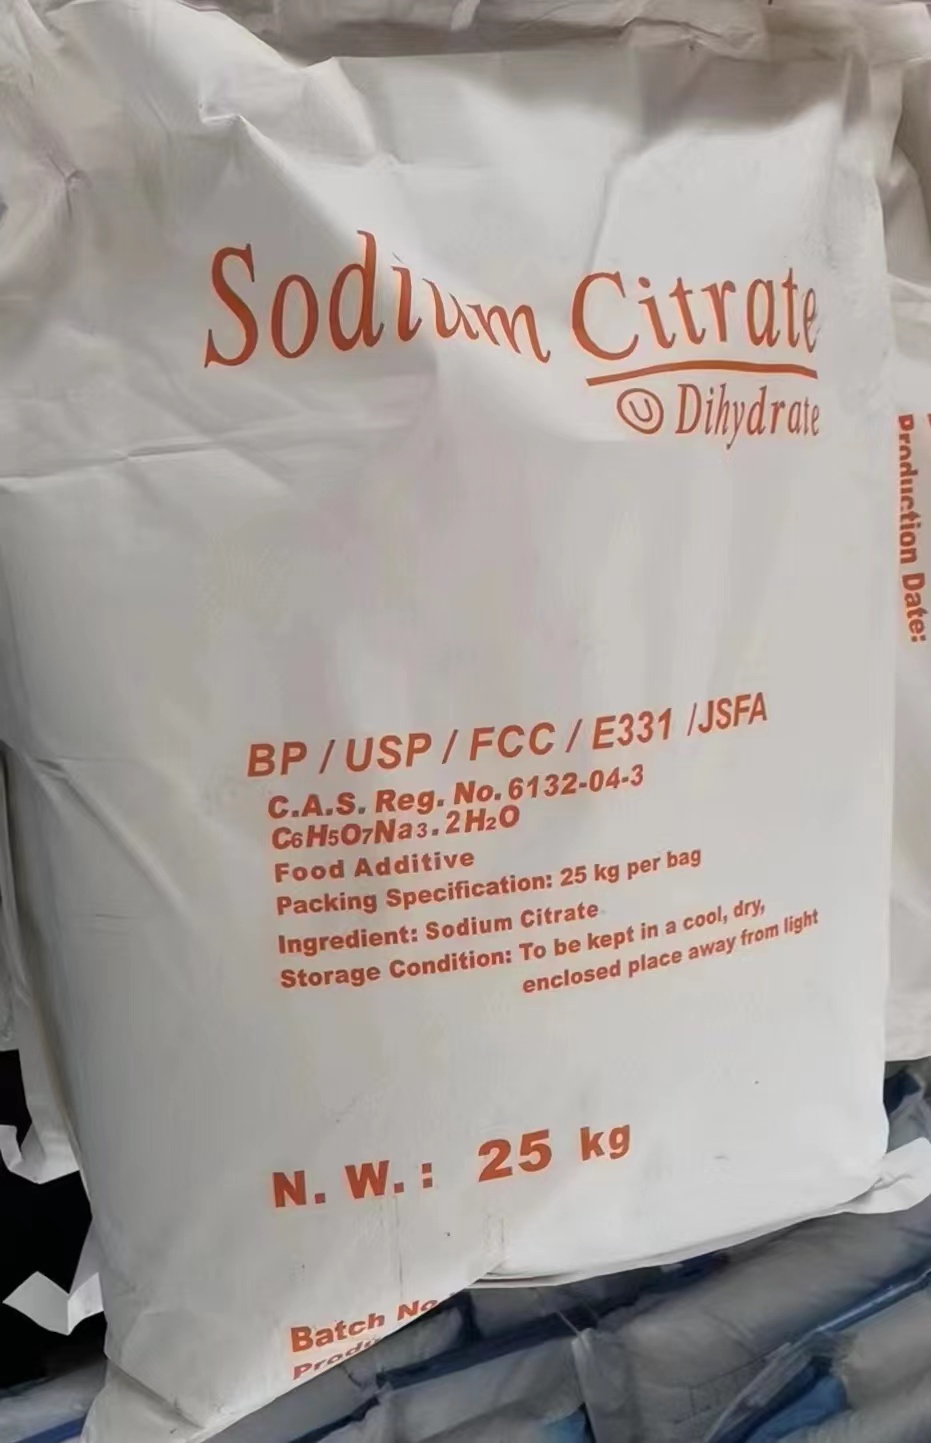 Sodium Citrate
Ⓤ Dihydrate
BP / USP / FCC / E331 /JSFA
C.A.S. Reg. No. 6132-04-3
C6H5O7Na3. 2H2O
Food Additive
Packing Specification: 25 kg per bag
Ingredient: Sodium Citrate
Storage Condition: To be kept in a cool, dry,
enclosed place away from light
N. W. : 25 kg
Batch No
Production Date: